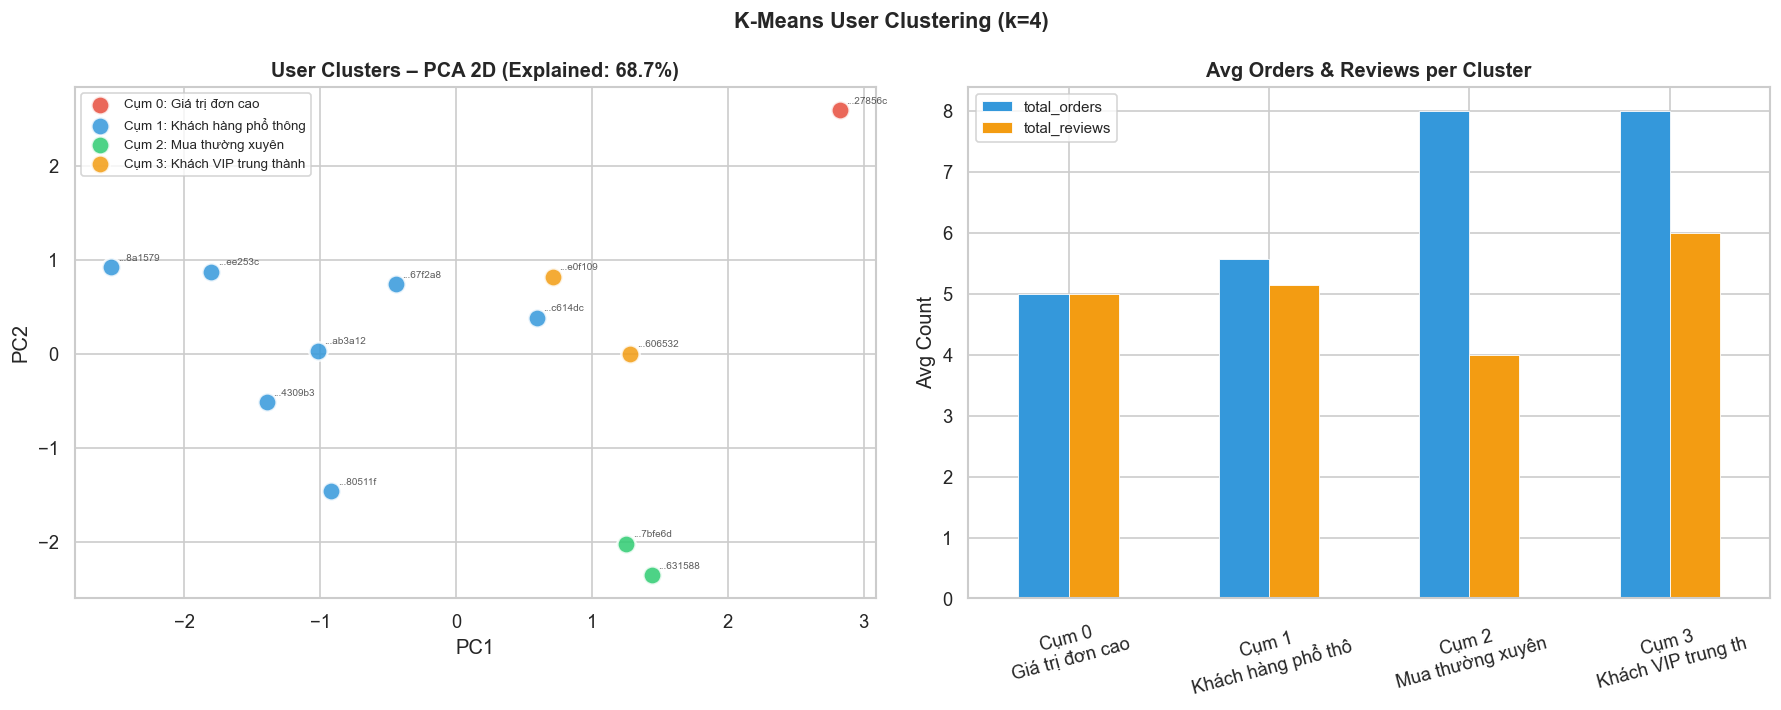 K-Means User Clustering (k=4)
User Clusters – PCA 2D (Explained: 68.7%)
Cụm 0: Giá trị đơn cao
Cụm 1: Khách hàng phổ thông
Cụm 2: Mua thường xuyên
Cụm 3: Khách VIP trung thành
...27856c
...8a1579
...ee253c
...67f2a8
...e0f109
...c614dc
...ab3a12
...606532
...4309b3
...80511f
...7bfe6d
...631588
2
1
0
−1
−2
PC2
−2
−1
0
1
2
3
PC1
Avg Orders & Reviews per Cluster
total_orders
total_reviews
8
7
6
5
4
3
2
1
0
Avg Count
Cụm 0
Giá trị đơn cao
Cụm 1
Khách hàng phổ thô
Cụm 2
Mua thường xuyên
Cụm 3
Khách VIP trung th